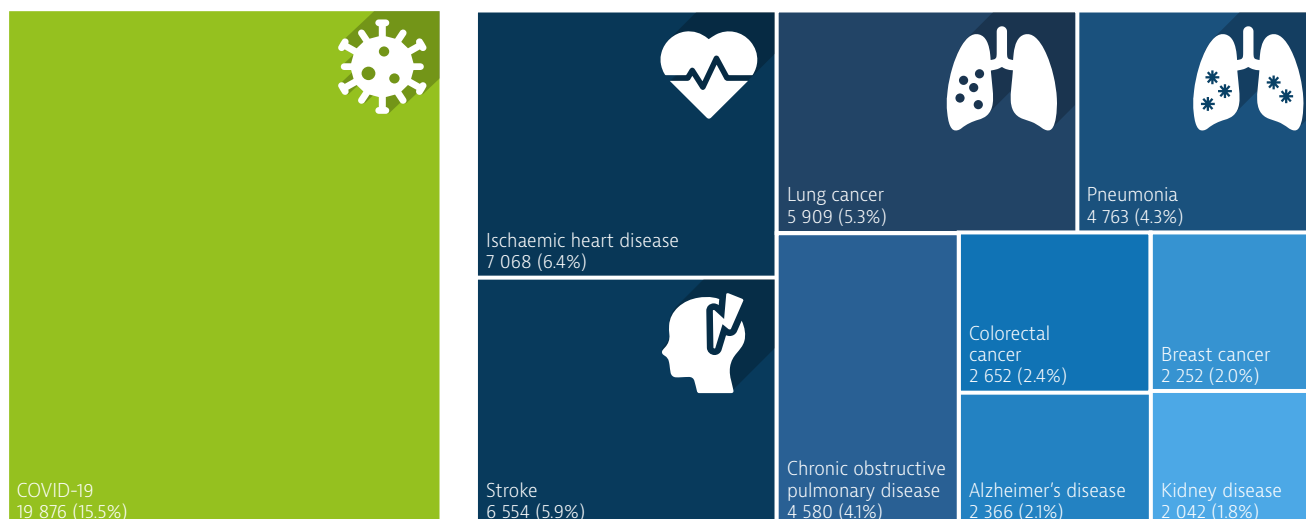 COVID-19
19 876 (15.5%)
Ischaemic heart disease
7 068 (6.4%)
Stroke
6 554 (5.9%)
Lung cancer
5 909 (5.3%)
Pneumonia
4 763 (4.3%)
Chronic obstructive
pulmonary disease
4 580 (4.1%)
Colorectal
cancer
2 652 (2.4%)
Breast cancer
2 252 (2.0%)
Alzheimer's disease
2 366 (2.1%)
Kidney disease
2 042 (1.8%)